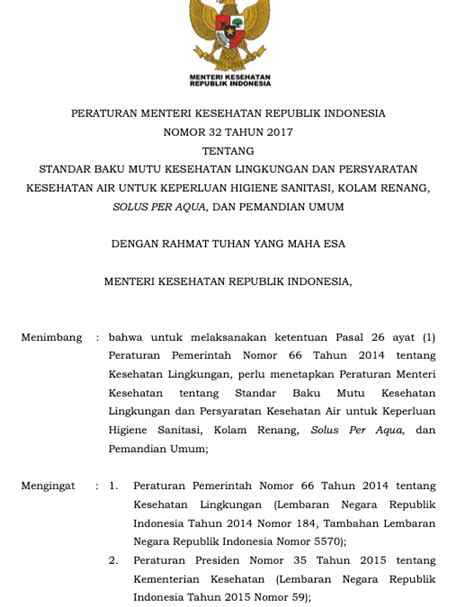 MENTERI KESEHATAN
REPUBLIK INDONESIA
PERATURAN MENTERI KESEHATAN REPUBLIK INDONESIA
NOMOR 32 TAHUN 2017
TENTANG
STANDAR BAKU MUTU KESEHATAN LINGKUNGAN DAN PERSYARATAN
KESEHATAN AIR UNTUK KEPERLUAN HIGIENE SANITASI, KOLAM RENANG,
SOLUS PER AQUA, DAN PEMANDIAN UMUM
DENGAN RAHMAT TUHAN YANG MAHA ESA
MENTERI KESEHATAN REPUBLIK INDONESIA,
Menimbang : bahwa untuk melaksanakan ketentuan Pasal 26 ayat (1)
Peraturan Pemerintah Nomor 66 Tahun 2014 tentang
Kesehatan Lingkungan, perlu menetapkan Peraturan Menteri
Kesehatan tentang Standar Baku Mutu Kesehatan
Lingkungan dan Persyaratan Kesehatan Air untuk Keperluan
Higiene Sanitasi, Kolam Renang, Solus Per Aqua, dan
Pemandian Umum;
Mengingat : 1. Peraturan Pemerintah Nomor 66 Tahun 2014 tentang
Kesehatan Lingkungan (Lembaran Negara Republik
Indonesia Tahun 2014 Nomor 184, Tambahan Lembaran
Negara Republik Indonesia Nomor 5570);
2. Peraturan Presiden Nomor 35 Tahun 2015 tentang
Kementerian Kesehatan (Lembaran Negara Republik
Indonesia Tahun 2015 Nomor 59);